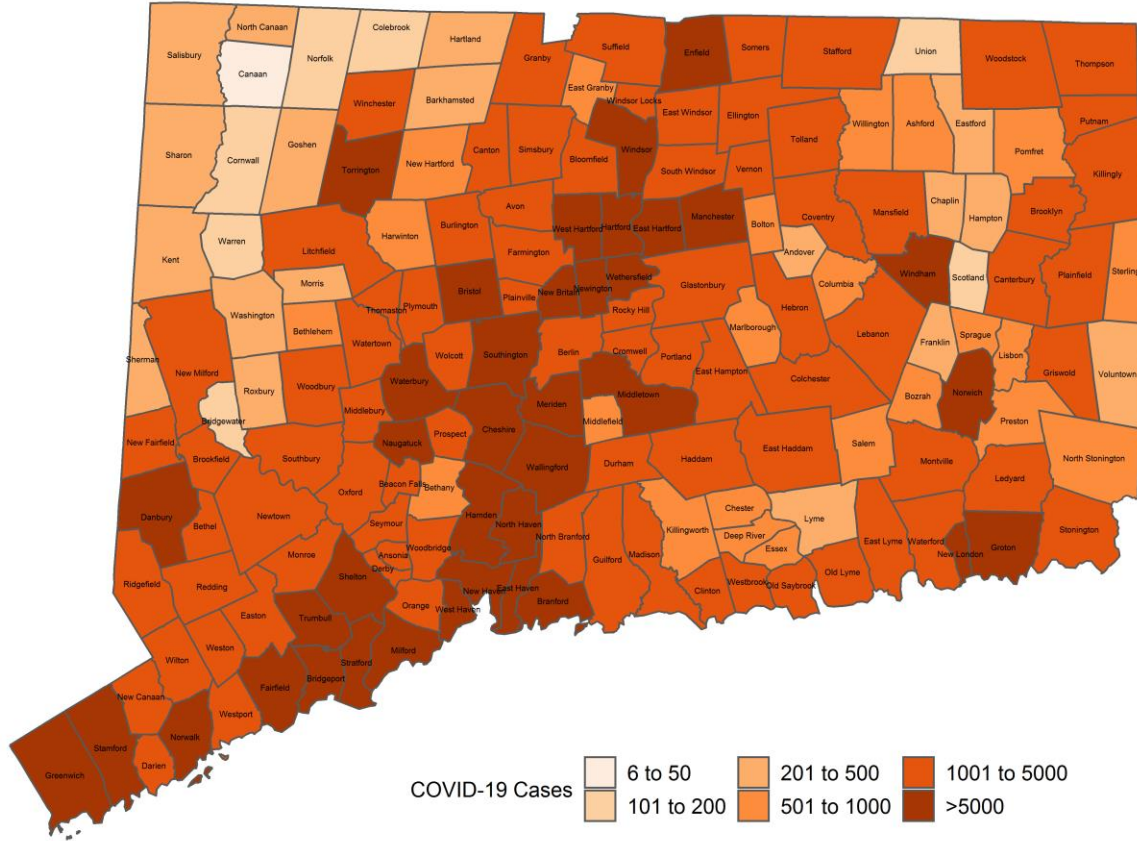 North Canaan
Colebrook
Hartland
Salisbury
Norfolk
Canaan
Granby
Suffield
Enfield
Somers
Stafford
Union
Woodstock
Thompson
East Granby
Windsor Locks
Winchester
Barkhamsted
East Windsor
Ellington
Willington
Ashford
Eastford
Putnam
Sharon
Cornwall
Goshen
Torrington
New Hartford
Canton
Simsbury
Bloomfield
Windsor
Tolland
Pomfret
Killingly
South Windsor
Vernon
Avon
Chaplin
Hampton
Brooklyn
Mansfield
Coventry
Kent
Warren
Litchfield
Harwinton
Burlington
West Hartford
Hartford
East Hartford
Manchester
Bolton
Farmington
Andover
Windham
Scotland
Canterbury
Plainfield
Sterling
Morris
Bristol
Plainville
New Britain
Newington
Wethersfield
Glastonbury
Columbia
Washington
Bethlehem
Thomaston
Plymouth
Rocky Hill
Hebron
Lebanon
Marlborough
Franklin
Sprague
Lisbon
Sherman
New Milford
Watertown
Wolcott
Southington
Berlin
Cromwell
Portland
East Hampton
Colchester
Griswold
Voluntown
Roxbury
Woodbury
Waterbury
Middletown
Bozrah
Norwich
Middlebury
Meriden
Middlefield
Preston
Bridgewater
Cheshire
New Fairfield
Brookfield
Southbury
Naugatuck
Prospect
Wallingford
Durham
Haddam
East Haddam
Salem
Montville
North Stonington
Oxford
Beacon Falls
Bethany
Ledyard
Danbury
Bethel
Newtown
Seymour
Hamden
North Haven
North Branford
Guilford
Madison
Killingworth
Chester
Deep River
Essex
Lyme
East Lyme
Waterford
New London
Groton
Stonington
Monroe
Ansonia
Derby
Woodbridge
Ridgefield
Redding
Shelton
Orange
West Haven
New Haven
East Haven
Branford
Clinton
Westbrook
Old Saybrook
Old Lyme
Easton
Trumbull
Weston
Wilton
Milford
Stratford
Bridgeport
Fairfield
New Canaan
Westport
Norwalk
Stamford
Darien
Greenwich
COVID-19 Cases
6 to 50
201 to 500
1001 to 5000
101 to 200
501 to 1000
>5000